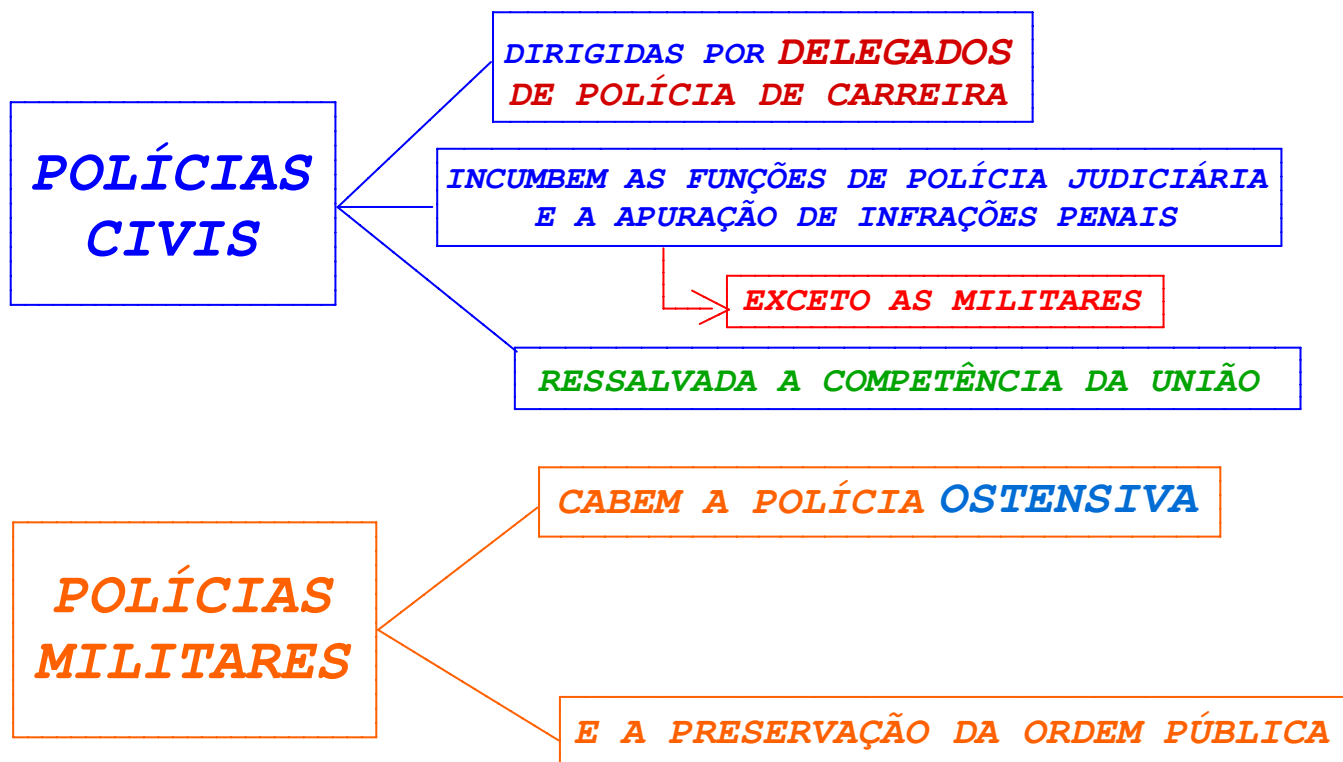 POLÍCIAS
CIVIS
DIRIGIDAS POR DELEGADOS
DE POLÍCIA DE CARREIRA
INCUMBEM AS FUNÇÕES DE POLÍCIA JUDICIÁRIA
E A APURAÇÃO DE INFRAÇÕES PENAIS
EXCETO AS MILITARES
RESSALVADA A COMPETÊNCIA DA UNIÃO
POLÍCIAS
MILITARES
CABEM A POLÍCIA OSTENSIVA
E A PRESERVAÇÃO DA ORDEM PÚBLICA